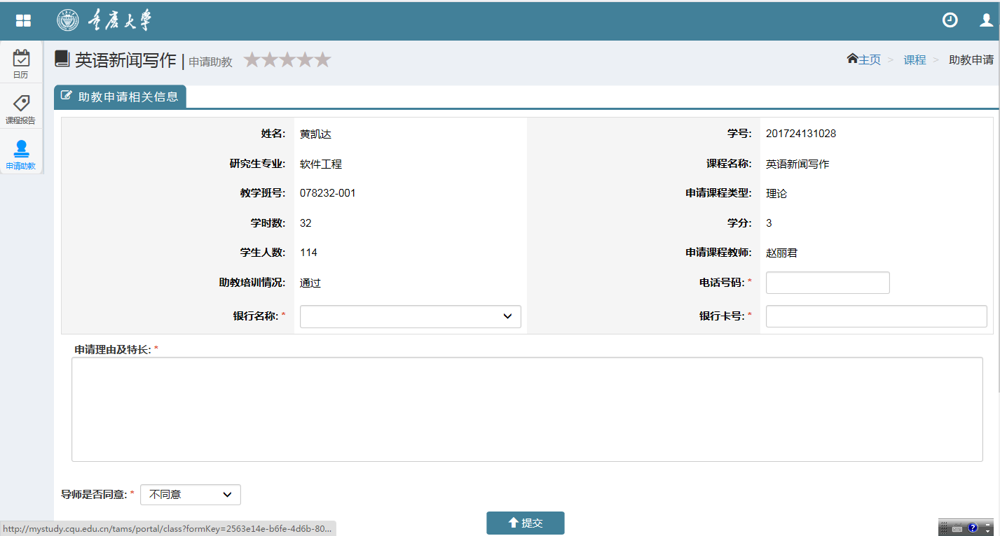 重庆大学
日历
课程报告
申请助教
英语新闻写作 | 申请助教
主页 > 课程 > 助教申请
助教申请相关信息
姓名: 黄凯达 学号: 201724131028
研究生专业: 软件工程 课程名称: 英语新闻写作
教学班号: 078232-001 申请课程类型: 理论
学时数: 32 学分: 3
学生人数: 114 申请课程教师: 赵丽君
助教培训情况: 通过 电话号码: *
银行名称: * 银行卡号: *
申请理由及特长: *
导师是否同意: * 不同意
提交
http://mystudy.cqu.edu.cn/tams/portal/class?formKey=2563e14e-b6fe-4d6b-80...